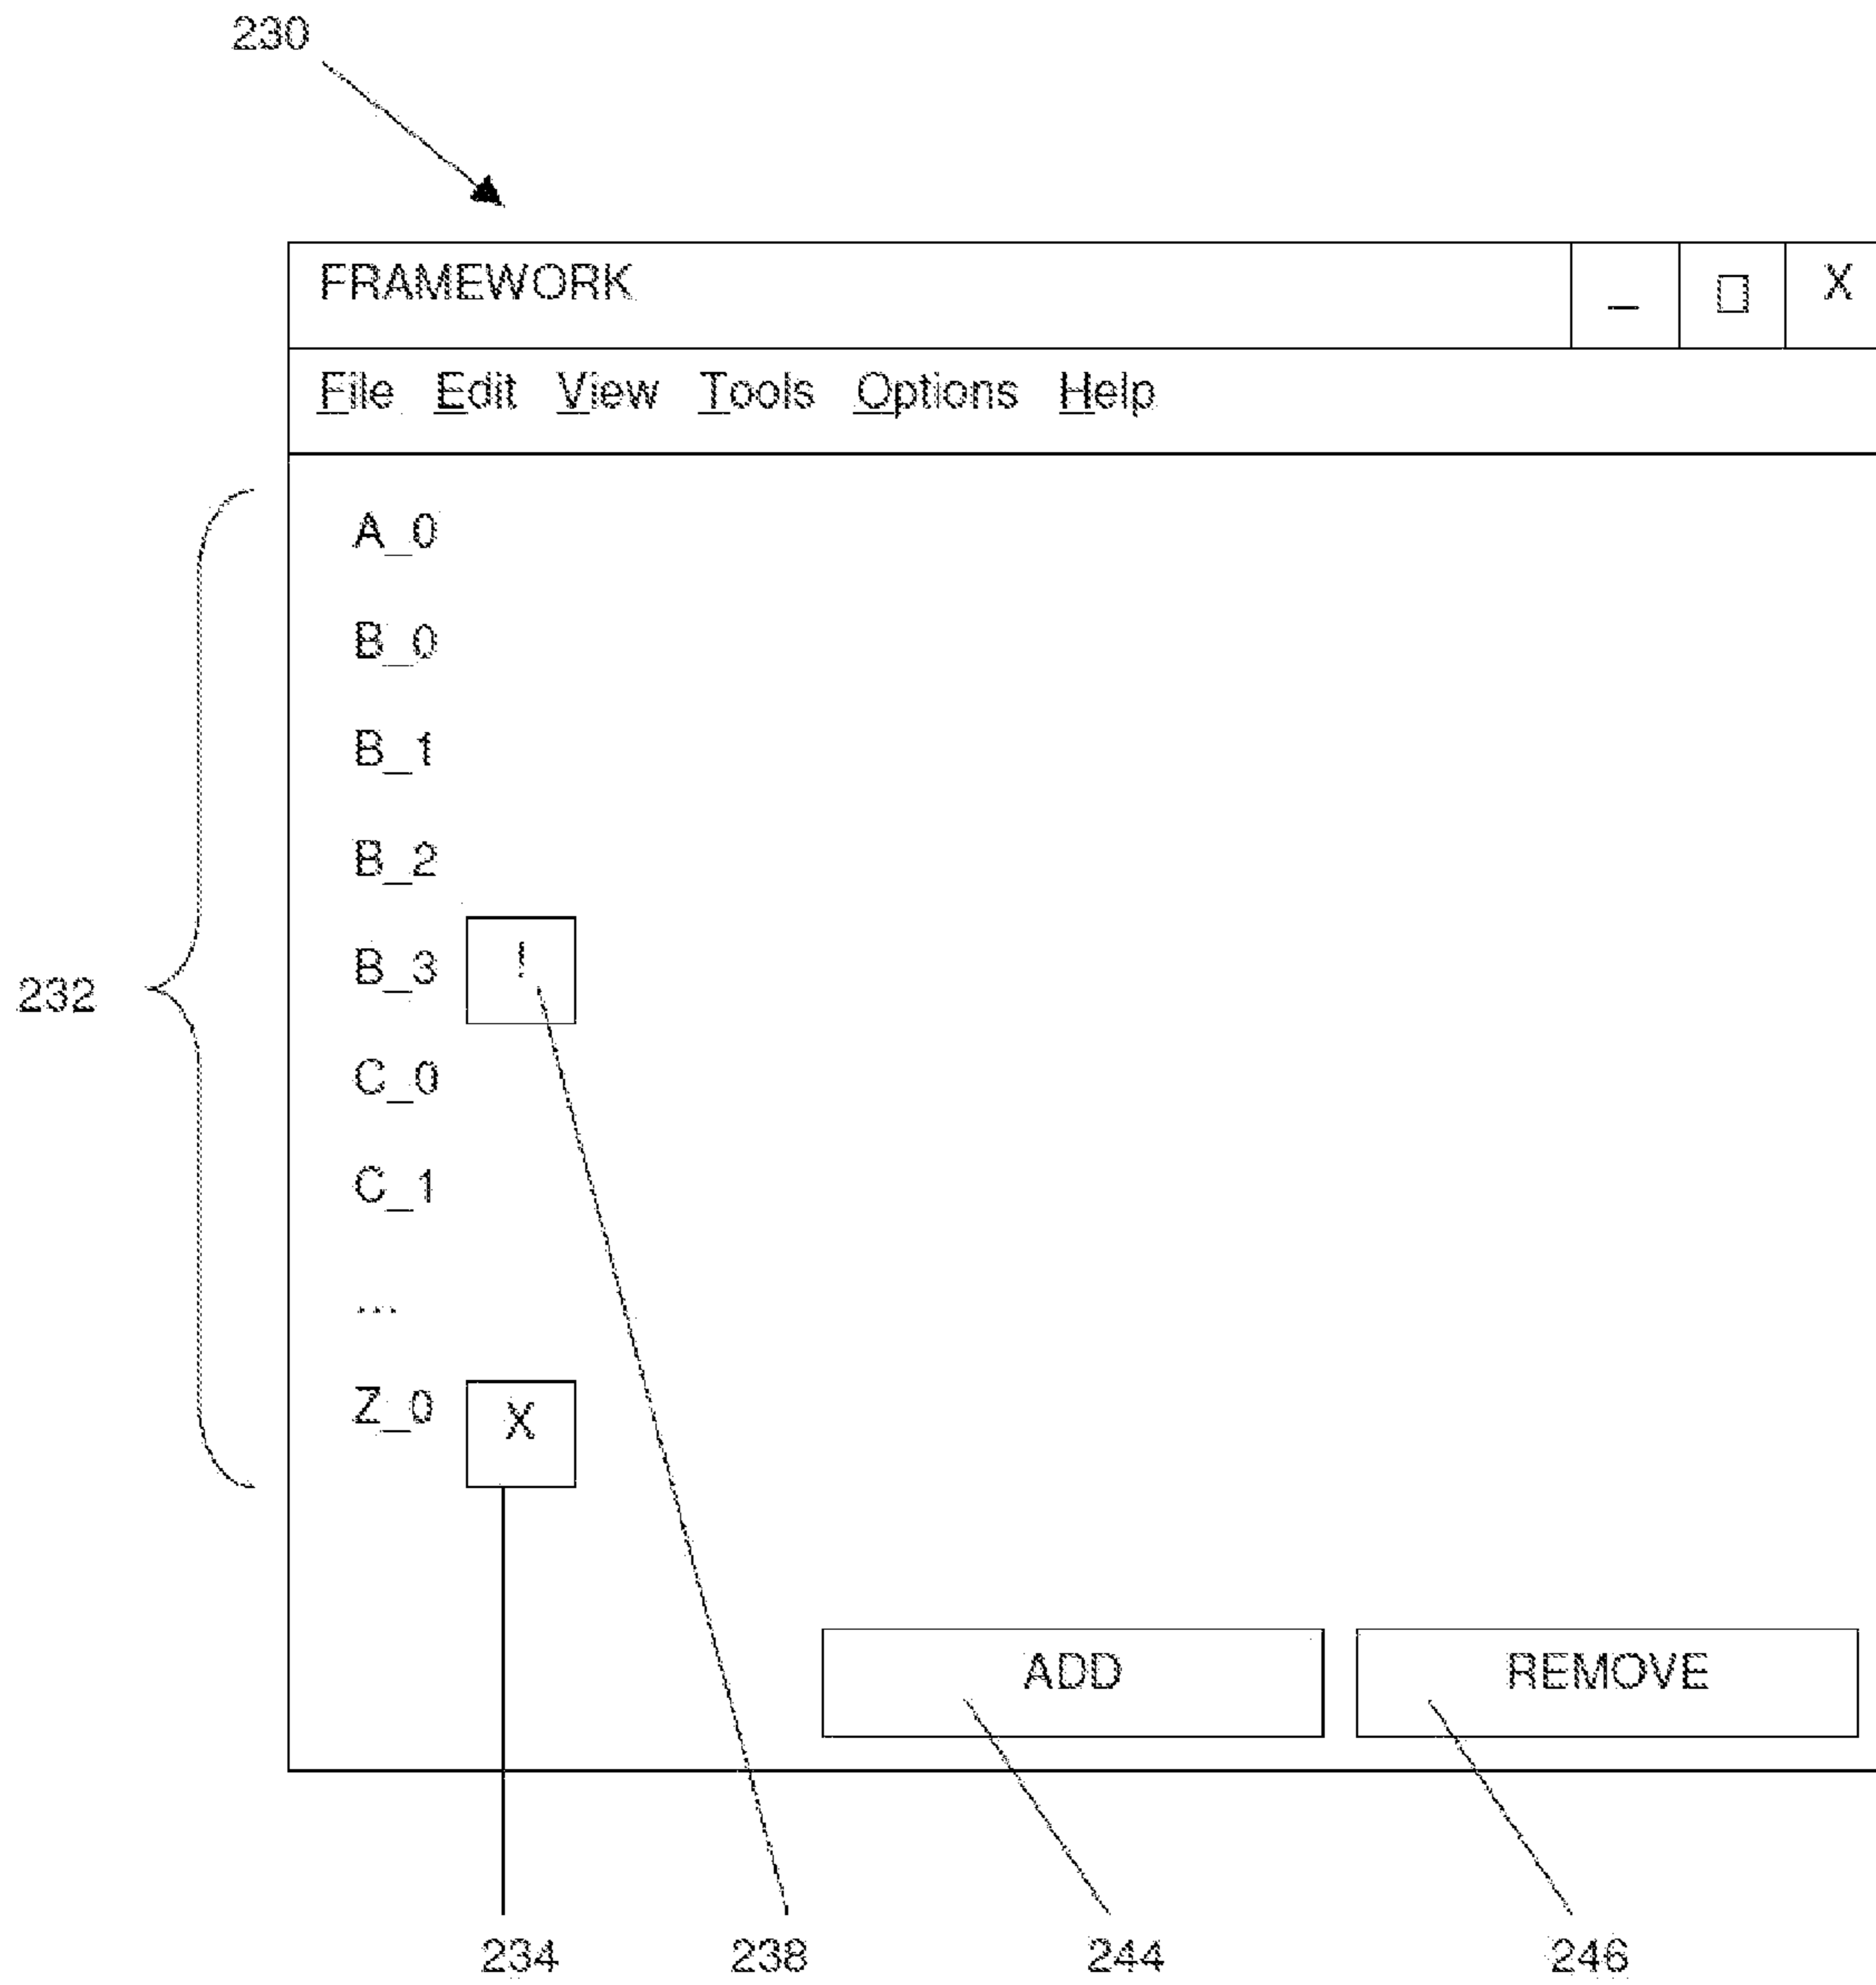 230
FRAMEWORK _ □ X
File Edit View Tools Options Help
A_0
B_0
B_1
B_2
B_3 !
232
C_0
C_1
...
Z_0 X
ADD REMOVE
234 238 244 246